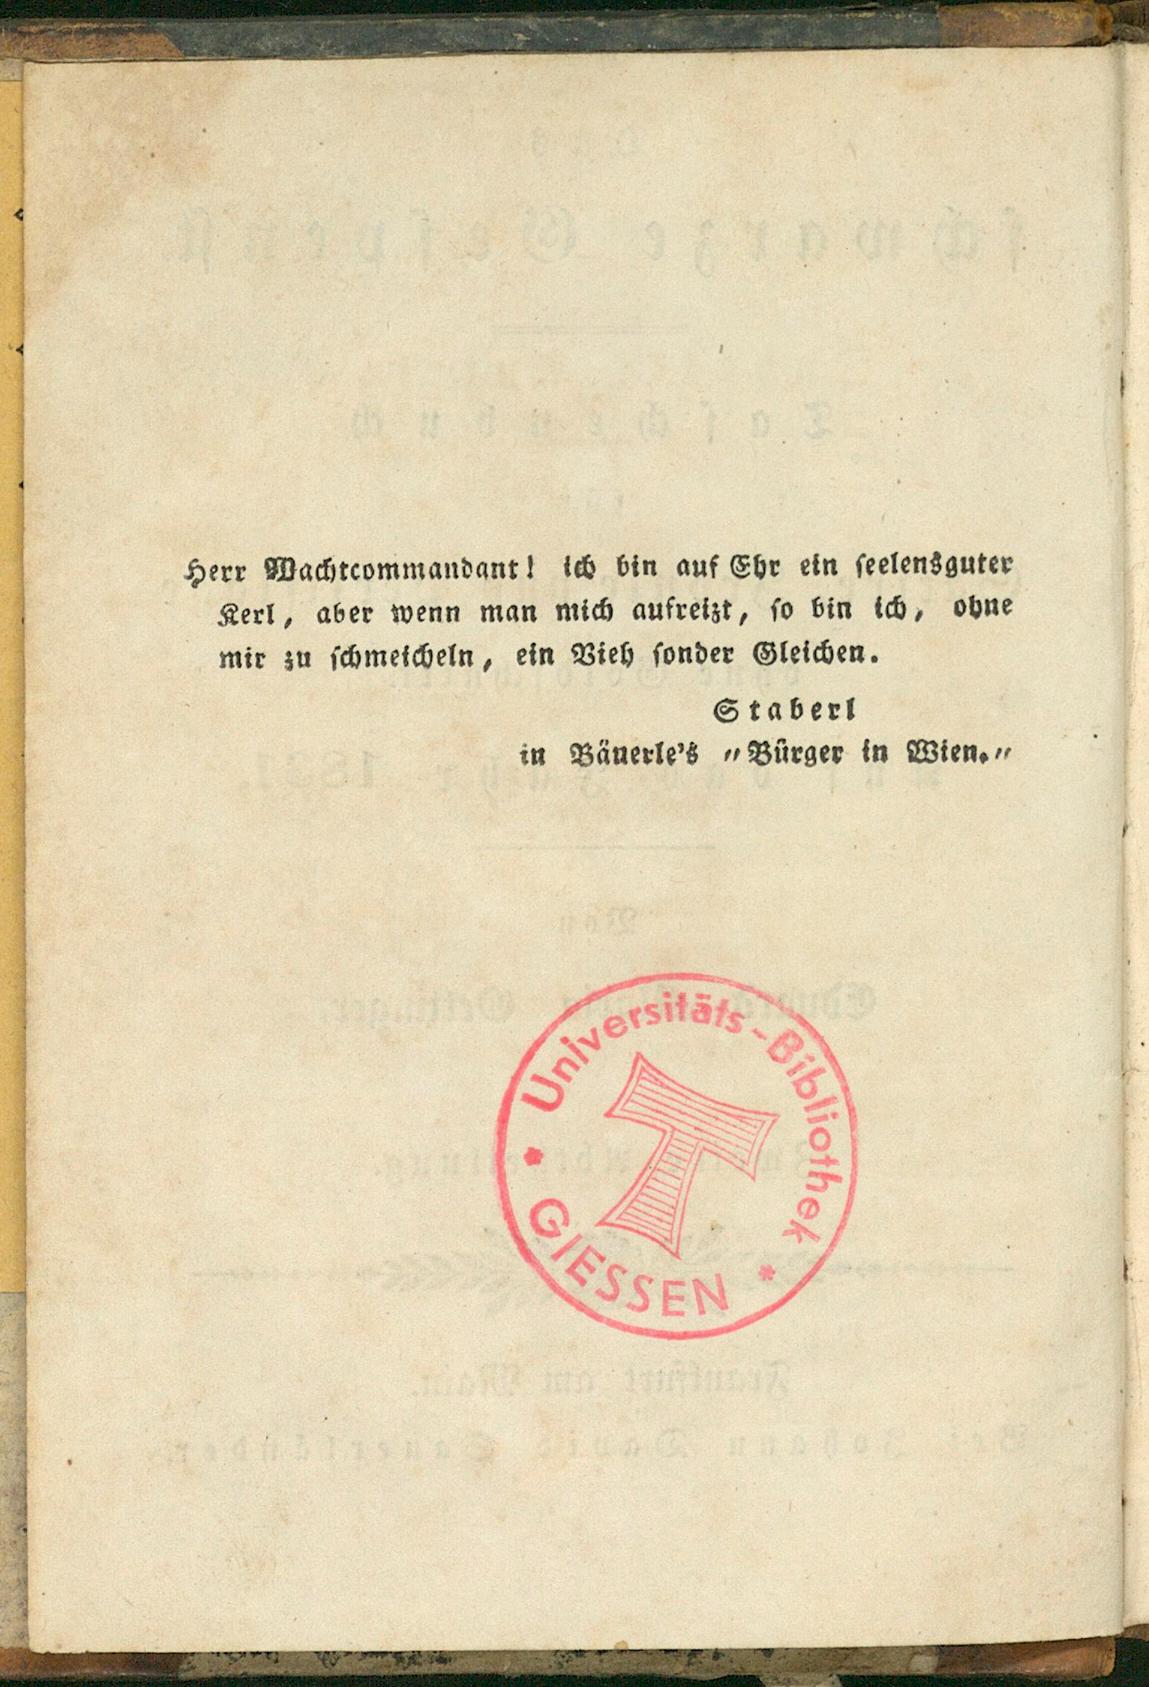 Herr Wachtcommandant! ich bin auf Ehr ein seelensguter
Kerl, aber wenn man mich aufreizt, so bin ich, ohne
mir zu schmeicheln, ein Vieh sonder Gleichen.
Staberl
in Bäuerle's „Bürger in Wien.“
Universitäts-Bibliothek
GIESSEN